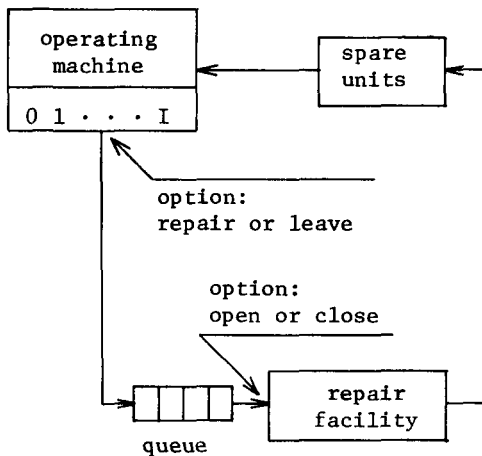 operating
machine
0 1 · · · I
spare
units
option:
repair or leave
option:
open or close
repair
facility
queue